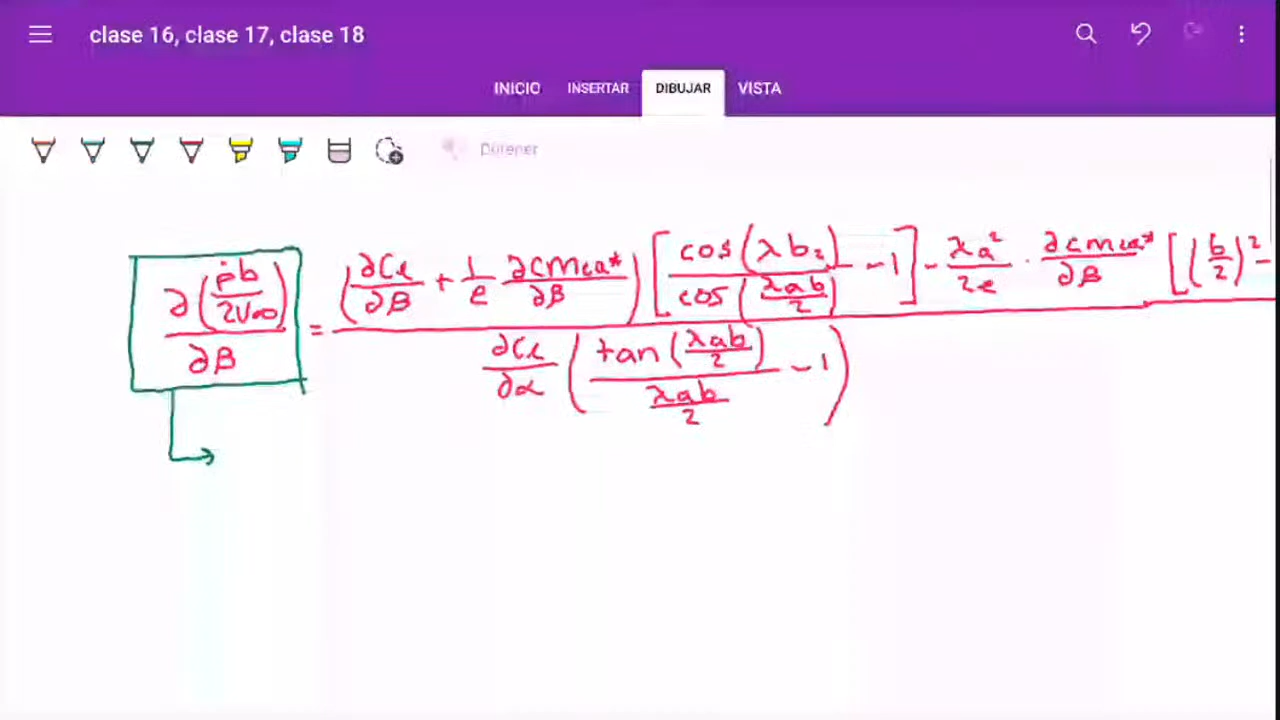 clase 16, clase 17, clase 18
INICIO INSERTAR DIBUJAR VISTA
Detener
∂(ṗb/2V∞)/∂β = (∂Cl/∂β + 1/e ∂cmca*/∂β) [cos(λb₂)/cos(λab/2) - 1] - λa²/2e · ∂cmca*/∂β [(b/2)² -
∂Cl/∂α (tan(λab/2)/(λab/2) - 1)